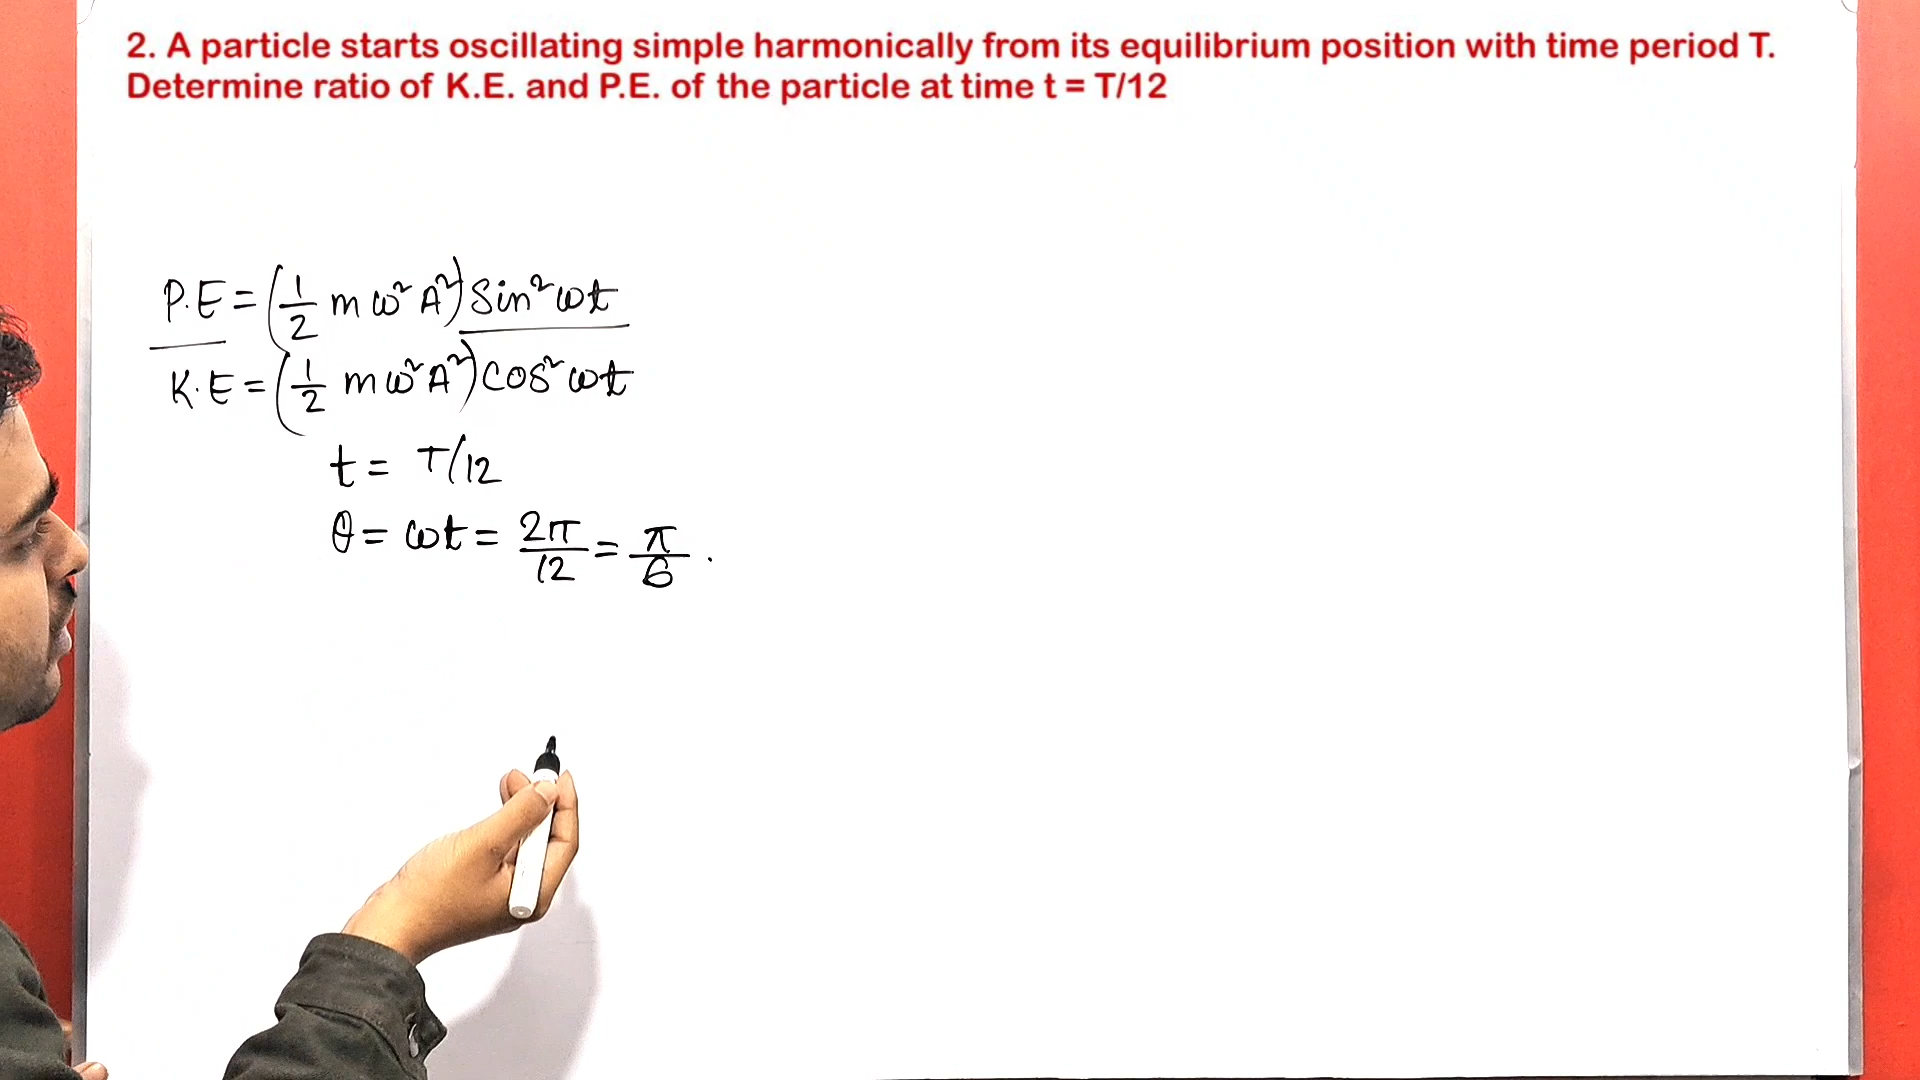 2. A particle starts oscillating simple harmonically from its equilibrium position with time period T.
Determine ratio of K.E. and P.E. of the particle at time t = T/12
P.E = (1/2 mω²A²) Sin²ωt
K.E = (1/2 mω²A²) cos²ωt
t = T/12
θ = ωt = 2π/12 = π/6 .